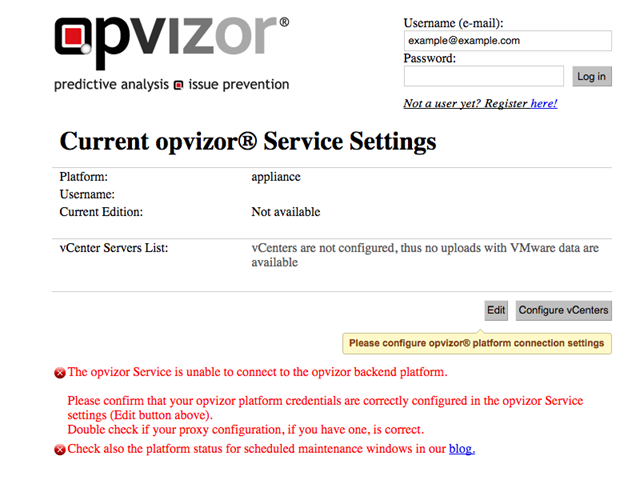 opvizor®
predictive analysis issue prevention
Username (e-mail):
example@example.com
Password:
Log in
Not a user yet? Register here!
Current opvizor® Service Settings
Platform: appliance
Username:
Current Edition: Not available
vCenter Servers List: vCenters are not configured, thus no uploads with VMware data are
available
Edit Configure vCenters
Please configure opvizor® platform connection settings
The opvizor Service is unable to connect to the opvizor backend platform.
Please confirm that your opvizor platform credentials are correctly configured in the opvizor Service
settings (Edit button above).
Double check if your proxy configuration, if you have one, is correct.
Check also the platform status for scheduled maintenance windows in our blog.